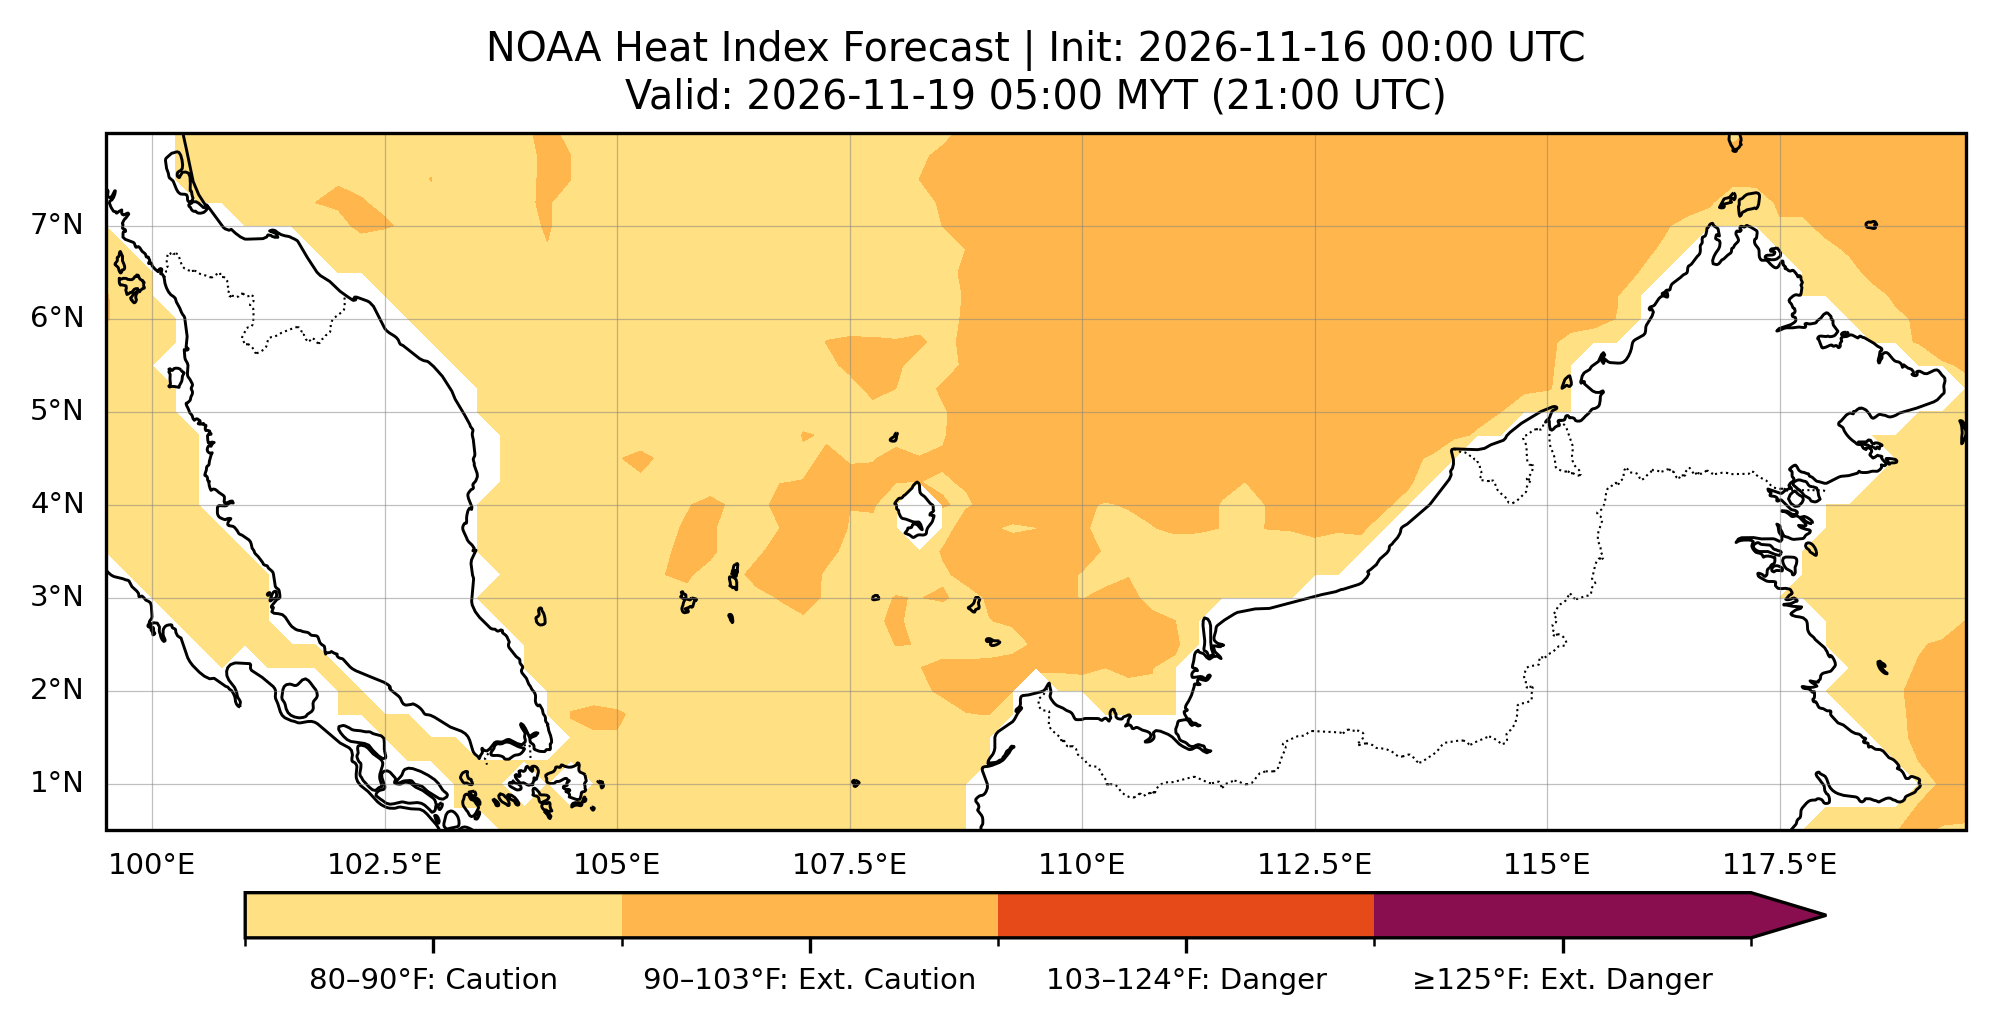 NOAA Heat Index Forecast | Init: 2026-11-16 00:00 UTC
Valid: 2026-11-19 05:00 MYT (21:00 UTC)
7°N
6°N
5°N
4°N
3°N
2°N
1°N
100°E 102.5°E 105°E 107.5°E 110°E 112.5°E 115°E 117.5°E
80–90°F: Caution 90–103°F: Ext. Caution 103–124°F: Danger ≥125°F: Ext. Danger